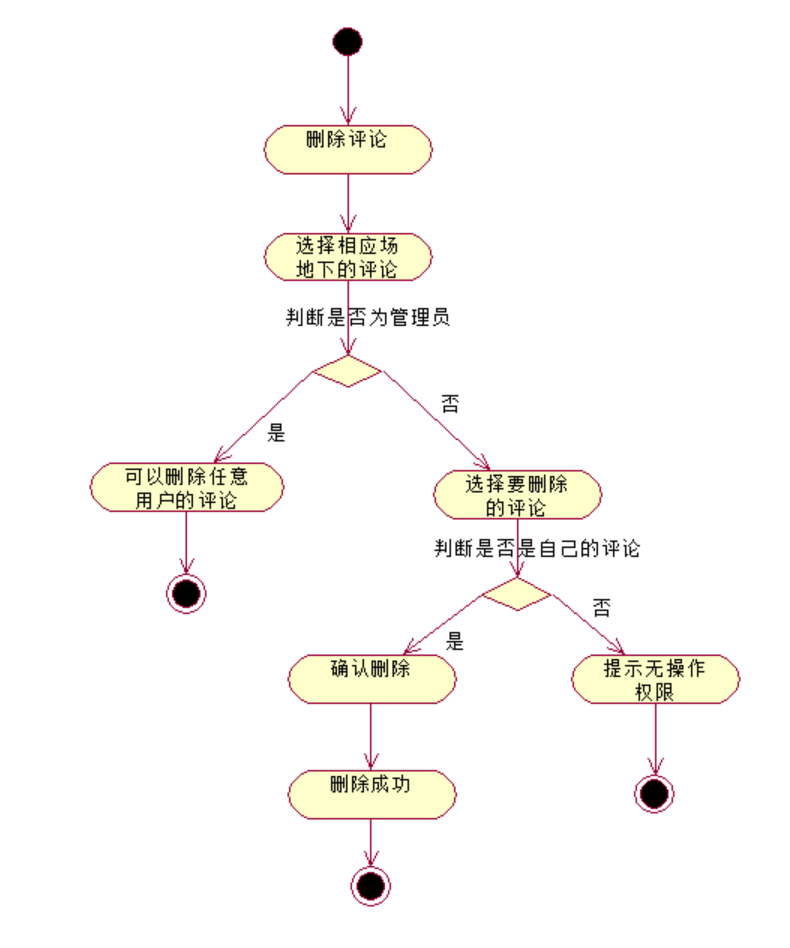 删除评论
选择相应场
地下的评论
判断是否为管理员
否
是
可以删除任意
用户的评论
选择要删除
的评论
判断是否是自己的评论
否
是
确认删除
提示无操作
权限
删除成功